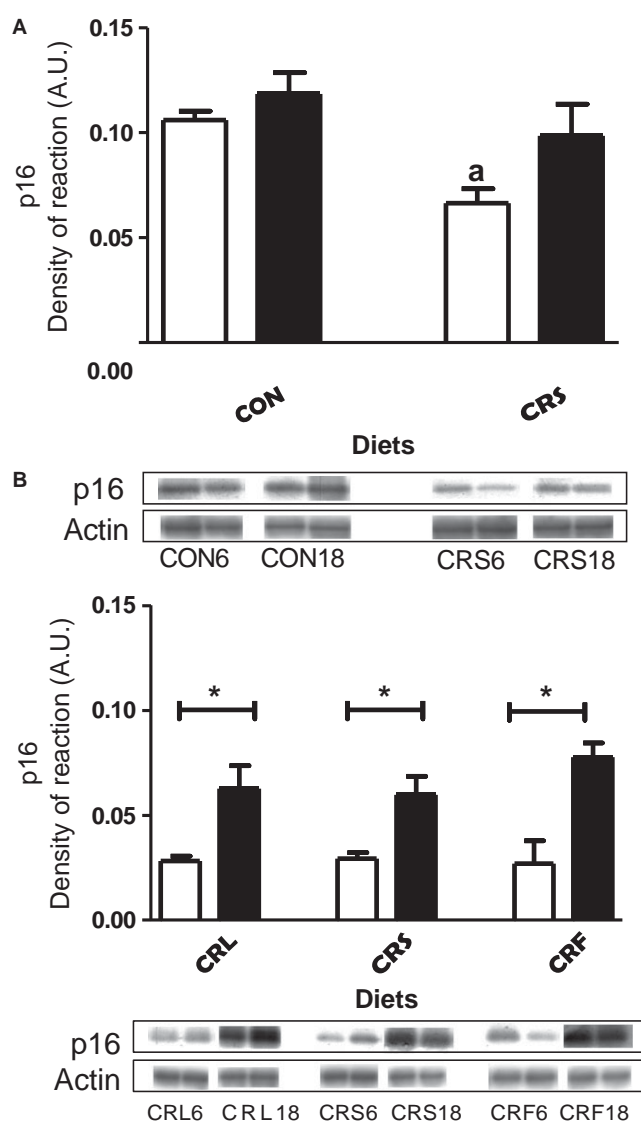 A
0.15
0.10
0.05
0.00
p16
Density of reaction (A.U.)
a
CON CRS
Diets
B
p16
Actin
CON6 CON18 CRS6 CRS18
0.15
0.10
0.05
0.00
p16
Density of reaction (A.U.)
* * *
CRL CRS CRF
Diets
p16
Actin
CRL6 CRL18 CRS6 CRS18 CRF6 CRF18